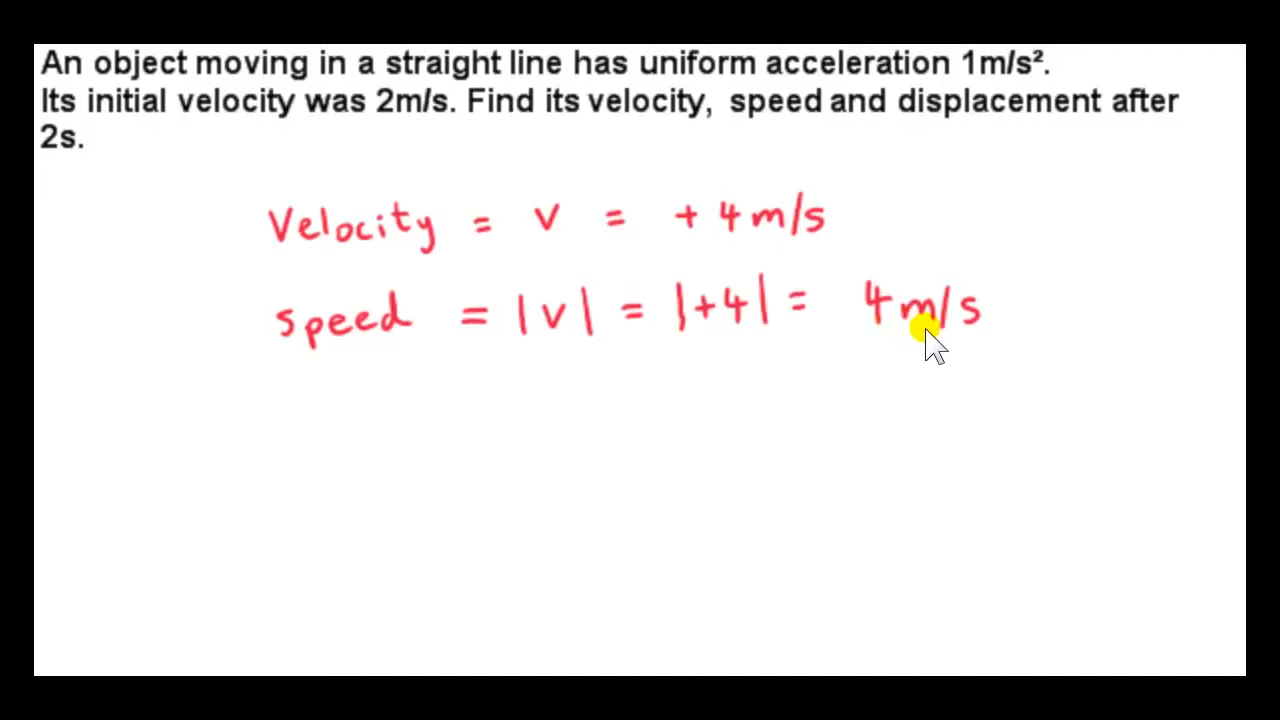 An object moving in a straight line has uniform acceleration 1m/s².
Its initial velocity was 2m/s. Find its velocity, speed and displacement after
2s.
Velocity = v = + 4m/s
speed = |v| = |+4| = 4m/s